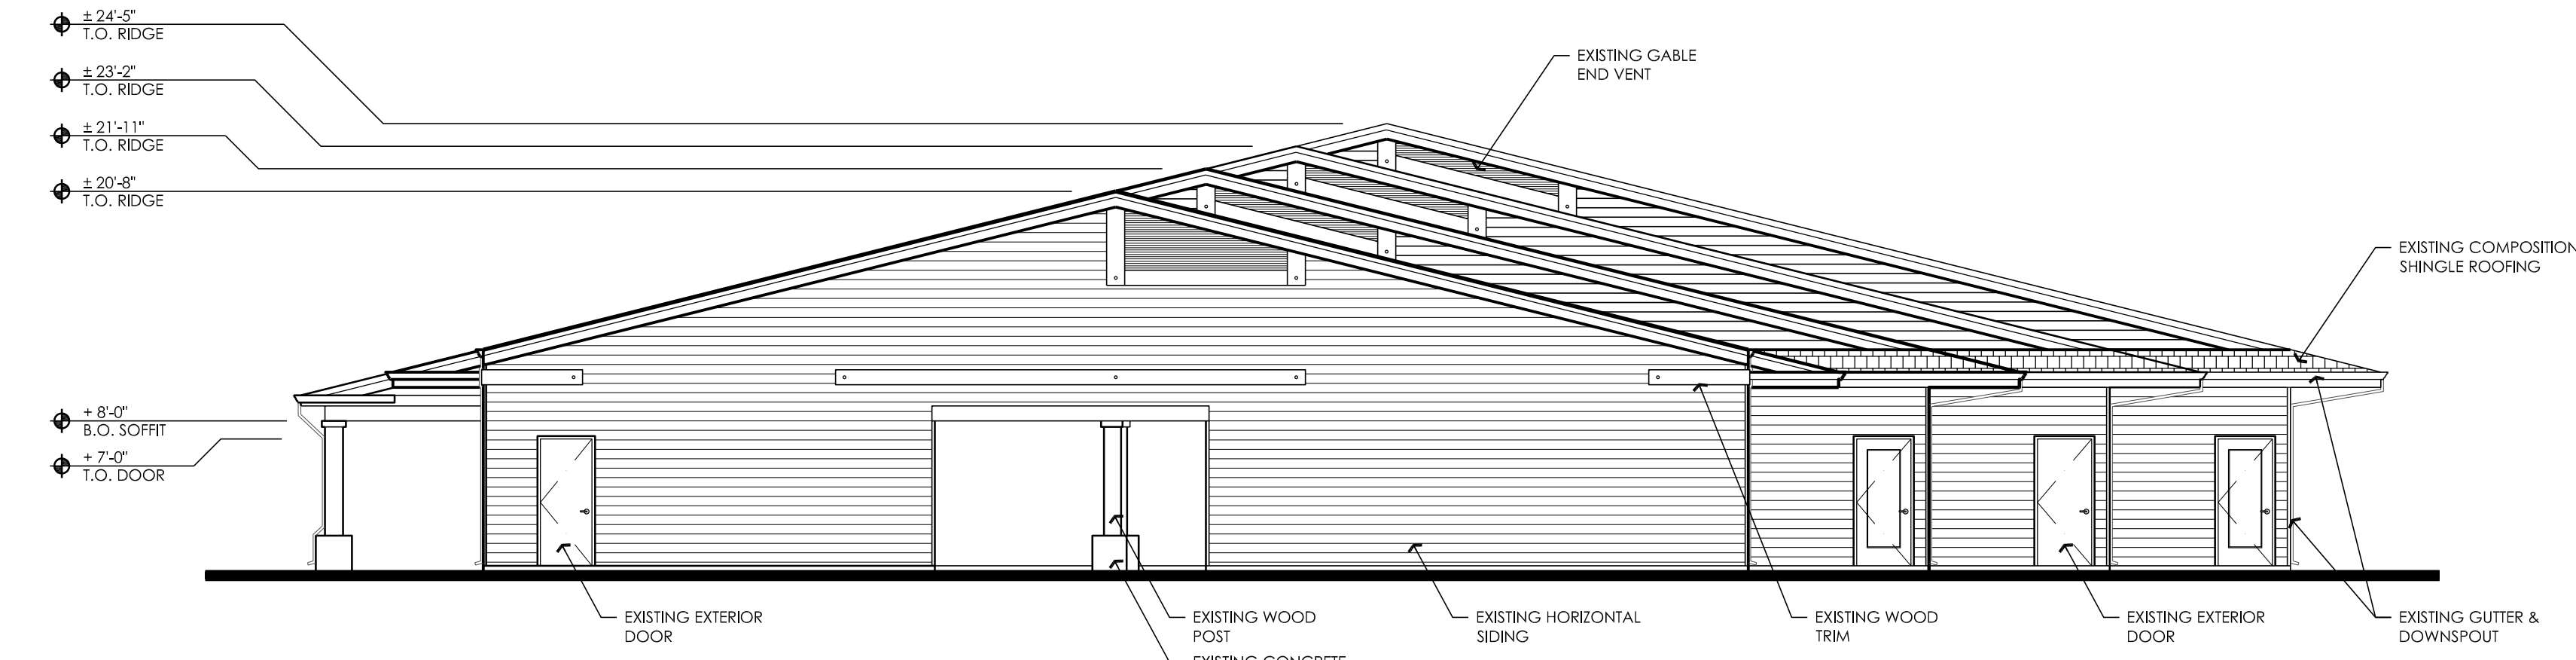 ± 24'-5"
T.O. RIDGE
± 23'-2"
T.O. RIDGE
± 21'-11"
T.O. RIDGE
± 20'-8"
T.O. RIDGE
+ 8'-0"
B.O. SOFFIT
+ 7'-0"
T.O. DOOR
EXISTING GABLE
END VENT
EXISTING COMPOSITION
SHINGLE ROOFING
EXISTING EXTERIOR
DOOR
EXISTING WOOD
POST
EXISTING CONCRETE
EXISTING HORIZONTAL
SIDING
EXISTING WOOD
TRIM
EXISTING EXTERIOR
DOOR
EXISTING GUTTER &
DOWNSPOUT